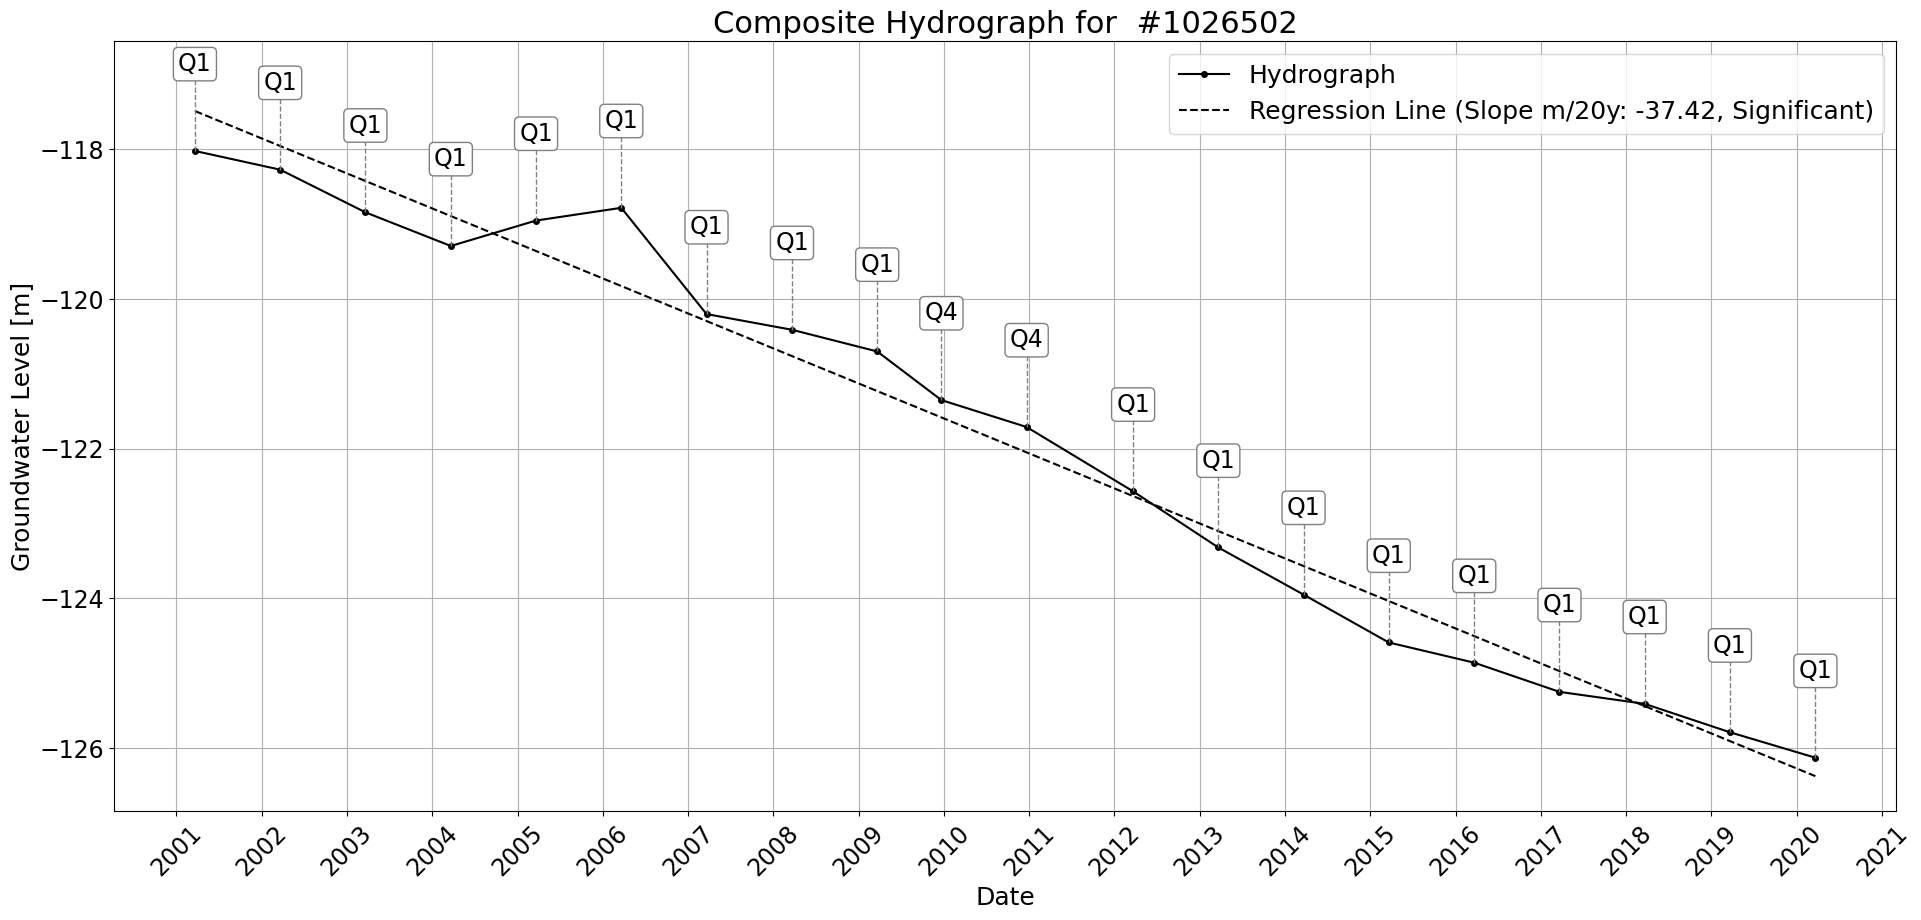 Composite Hydrograph for  #1026502
Hydrograph
Regression Line (Slope m/20y: -37.42, Significant)
Q1
Q1
Q1
Q1
Q1
Q1
Q1
Q1
Q1
Q4
Q4
Q1
Q1
Q1
Q1
Q1
Q1
Q1
Q1
Q1
Groundwater Level [m]
−118
−120
−122
−124
−126
2001
2002
2003
2004
2005
2006
2007
2008
2009
2010
2011
2012
2013
2014
2015
2016
2017
2018
2019
2020
2021
Date